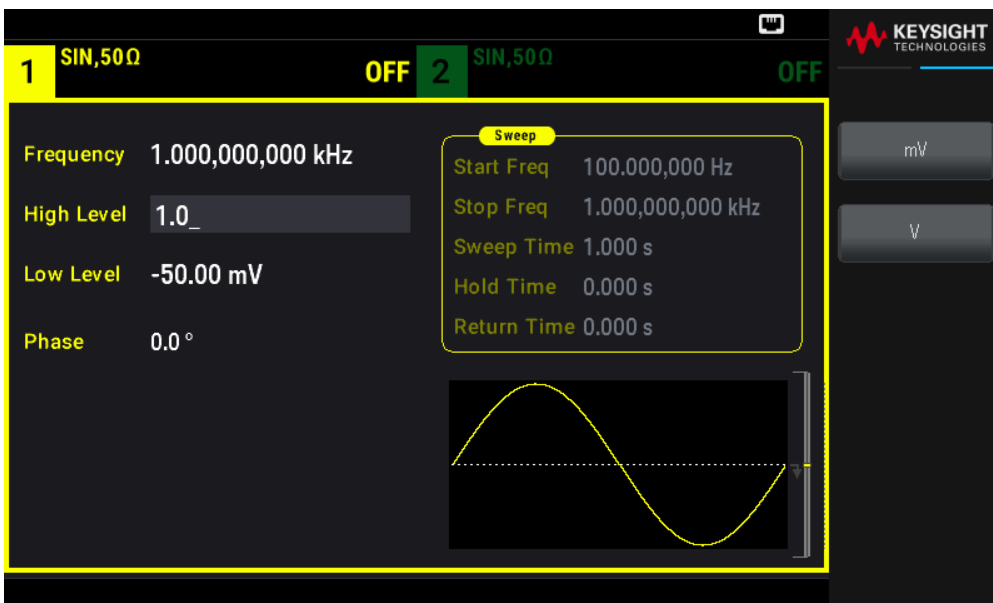 KEYSIGHT
TECHNOLOGIES
1 SIN,50Ω OFF 2 SIN,50Ω OFF
Frequency 1.000,000,000 kHz
High Level 1.0_
Low Level -50.00 mV
Phase 0.0 °
Sweep
Start Freq 100.000,000 Hz
Stop Freq 1.000,000,000 kHz
Sweep Time 1.000 s
Hold Time 0.000 s
Return Time 0.000 s
mV
V